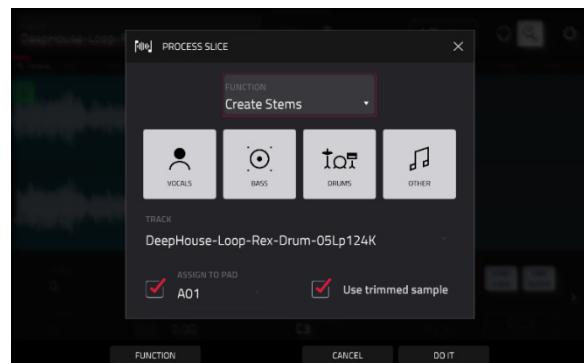 PROCESS SLICE
FUNCTION
Create Stems
VOCALS
BASS
DRUMS
OTHER
TRACK
DeepHouse-Loop-Rex-Drum-05Lp124K
ASSIGN TO PAD
A01
Use trimmed sample
FUNCTION
CANCEL
DO IT